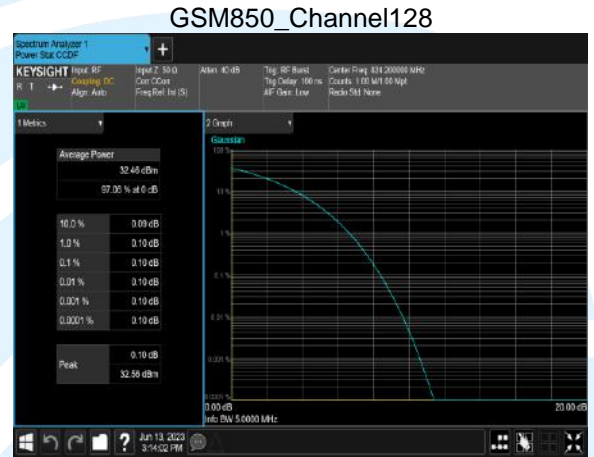 GSM850_Channel128
Spectrum Analyzer 1
Power Stat CCDF
KEYSIGHT
R T
Input: RF
Coupling: DC
Align: Auto
Input Z: 50 Ω
Corr CCorr
Freq Ref: Int (S)
Atten: 40 dB
Trig: RF Burst
Trig Delay: 100 ns
#IF Gain: Low
Center Freq: 824.200000 MHz
Counts: 1.00 M/1.00 Mpt
Radio Std: None
1 Metrics
Average Power
32.46 dBm
97.06 % at 0 dB
10.0 % 0.09 dB
1.0 % 0.10 dB
0.1 % 0.10 dB
0.01 % 0.10 dB
0.001 % 0.10 dB
0.0001 % 0.10 dB
Peak
0.10 dB
32.56 dBm
2 Graph
Gaussian
100 %
10 %
1 %
0.1 %
0.01 %
0.001 %
0.0001 %
0.00 dB
20.00 dB
Info BW 5.0000 MHz
Jun 13, 2023
3:14:02 PM